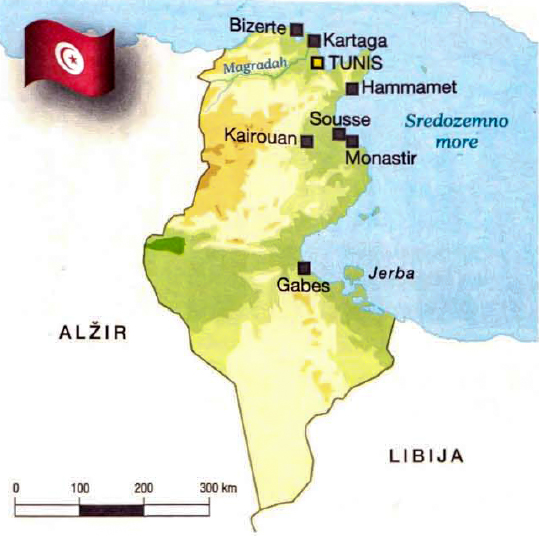 Bizerte
Kartaga
Magradah
TUNIS
Hammamet
Sousse
Sredozemno
more
Kairouan
Monastir
Gabes
Jerba
ALŽIR
LIBIJA
0 100 200 300 km